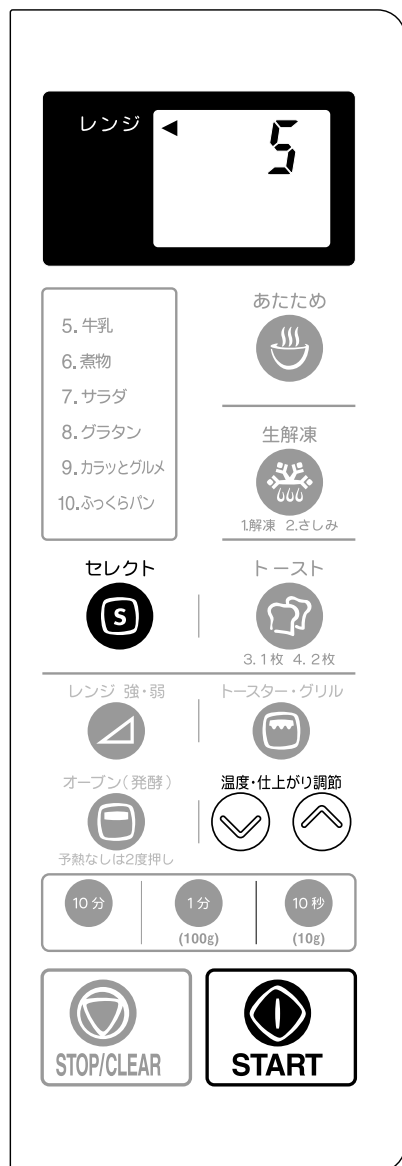 レンジ ◀ 5
あたため
5. 牛乳
6. 煮物
7. サラダ
8. グラタン
9. カラッとグルメ
10. ふっくらパン
生解凍
1.解凍 2.さしみ
セレクト
S
トースト
3. 1枚 4. 2枚
レンジ 強・弱
トースター・グリル
オーブン(発酵)
予熱なしは2度押し
温度・仕上がり調節
10分
1分
(100g)
10秒
(10g)
STOP/CLEAR
START